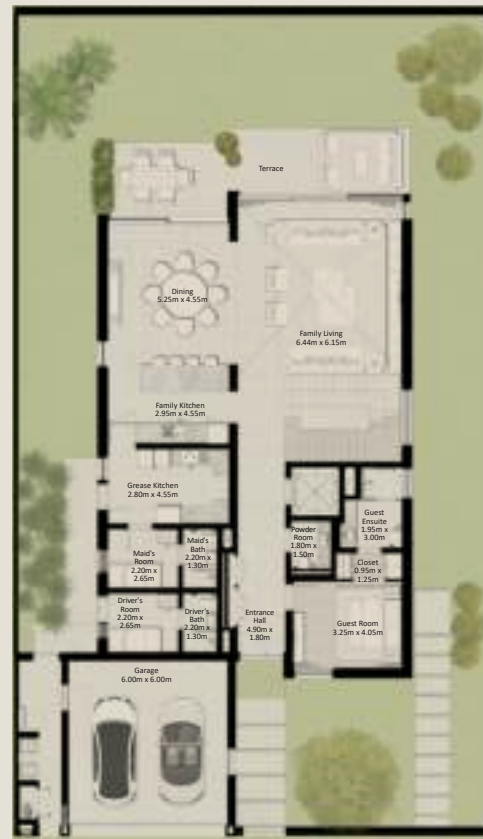 Terrace
Dining
5.25m x 4.55m
Family Living
6.44m x 6.15m
Family Kitchen
2.95m x 4.55m
Grease Kitchen
2.80m x 4.55m
Guest
Ensuite
1.95m x
3.00m
Powder
Room
1.80m x
1.50m
Maid's
Bath
2.20m x
1.30m
Maid's
Room
2.20m x
2.65m
Closet
0.95m x
1.25m
Driver's
Room
2.20m x
2.65m
Driver's
Bath
2.20m x
1.30m
Entrance
Hall
4.90m x
1.80m
Guest Room
3.25m x 4.05m
Garage
6.00m x 6.00m